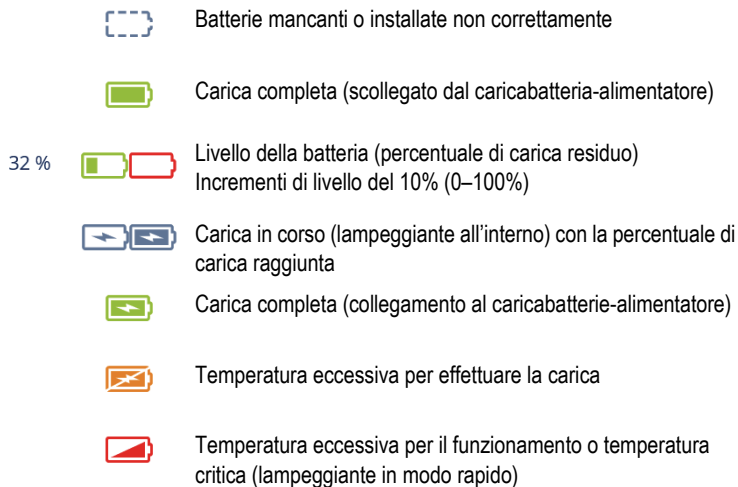 Batterie mancanti o installate non correttamente
Carica completa (scollegato dal caricabatteria-alimentatore)
32 %
Livello della batteria (percentuale di carica residuo)
Incrementi di livello del 10% (0–100%)
Carica in corso (lampeggiante all'interno) con la percentuale di
carica raggiunta
Carica completa (collegamento al caricabatterie-alimentatore)
Temperatura eccessiva per effettuare la carica
Temperatura eccessiva per il funzionamento o temperatura
critica (lampeggiante in modo rapido)